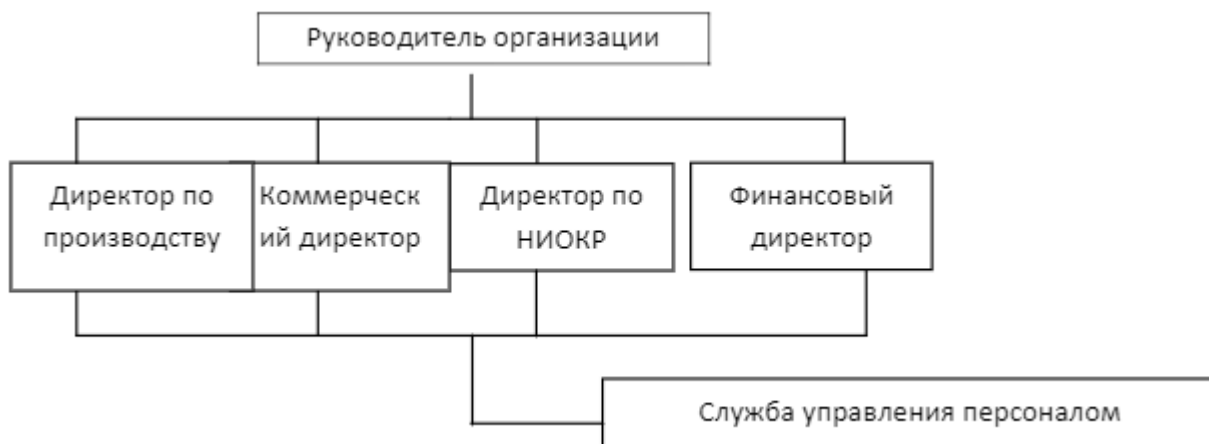 Руководитель организации
Директор по
производству
Коммерческ
ий директор
Директор по
НИОКР
Финансовый
директор
Служба управления персоналом